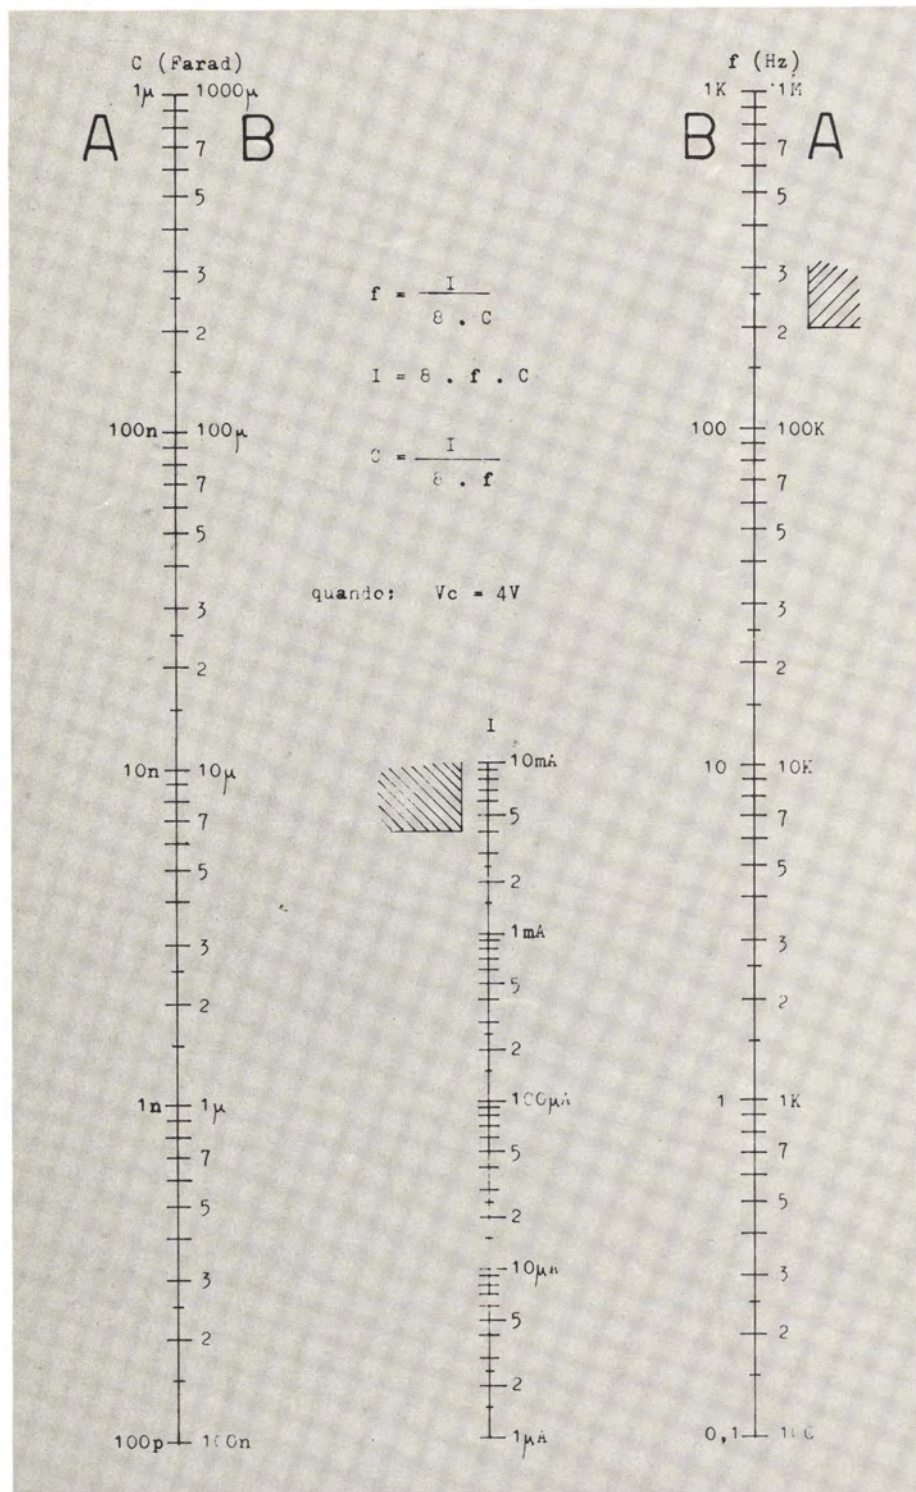 C (Farad)
f (Hz)
1μ 1000μ
1K 1M
A B
B A
7
7
5
5
3
3
f = I
8 . C
2
2
I = 8 . f . C
100n 100μ
100 100K
C = I
8 . f
7
7
5
5
quando: Vc = 4V
3
3
2
2
I
10mA
10n 10μ
10 10K
5
7
7
5
5
2
1mA
3
3
5
2
2
2
1n 1μ
100μA
1 1K
7
5
7
5
5
2
10μA
3
3
5
2
2
2
100p 100n
1μA
0,1 100